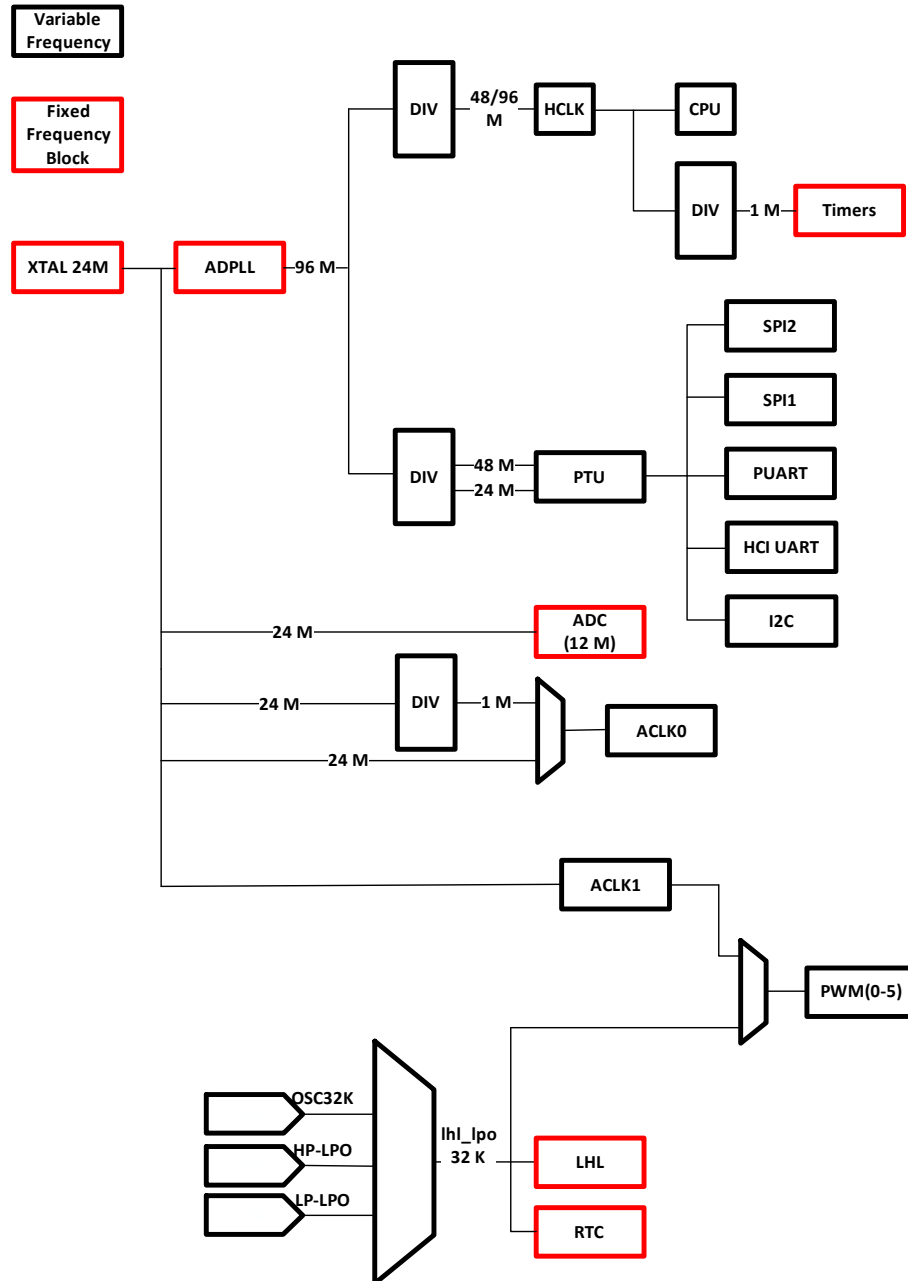 Variable
Frequency
Fixed
Frequency
Block
XTAL 24M
ADPLL
96 M
DIV
48/96
M
HCLK
CPU
DIV
1 M
Timers
DIV
48 M
24 M
PTU
SPI2
SPI1
PUART
HCI UART
I2C
24 M
ADC
(12 M)
24 M
DIV
1 M
24 M
ACLK0
ACLK1
PWM(0-5)
OSC32K
HP-LPO
LP-LPO
lhl_lpo
32 K
LHL
RTC